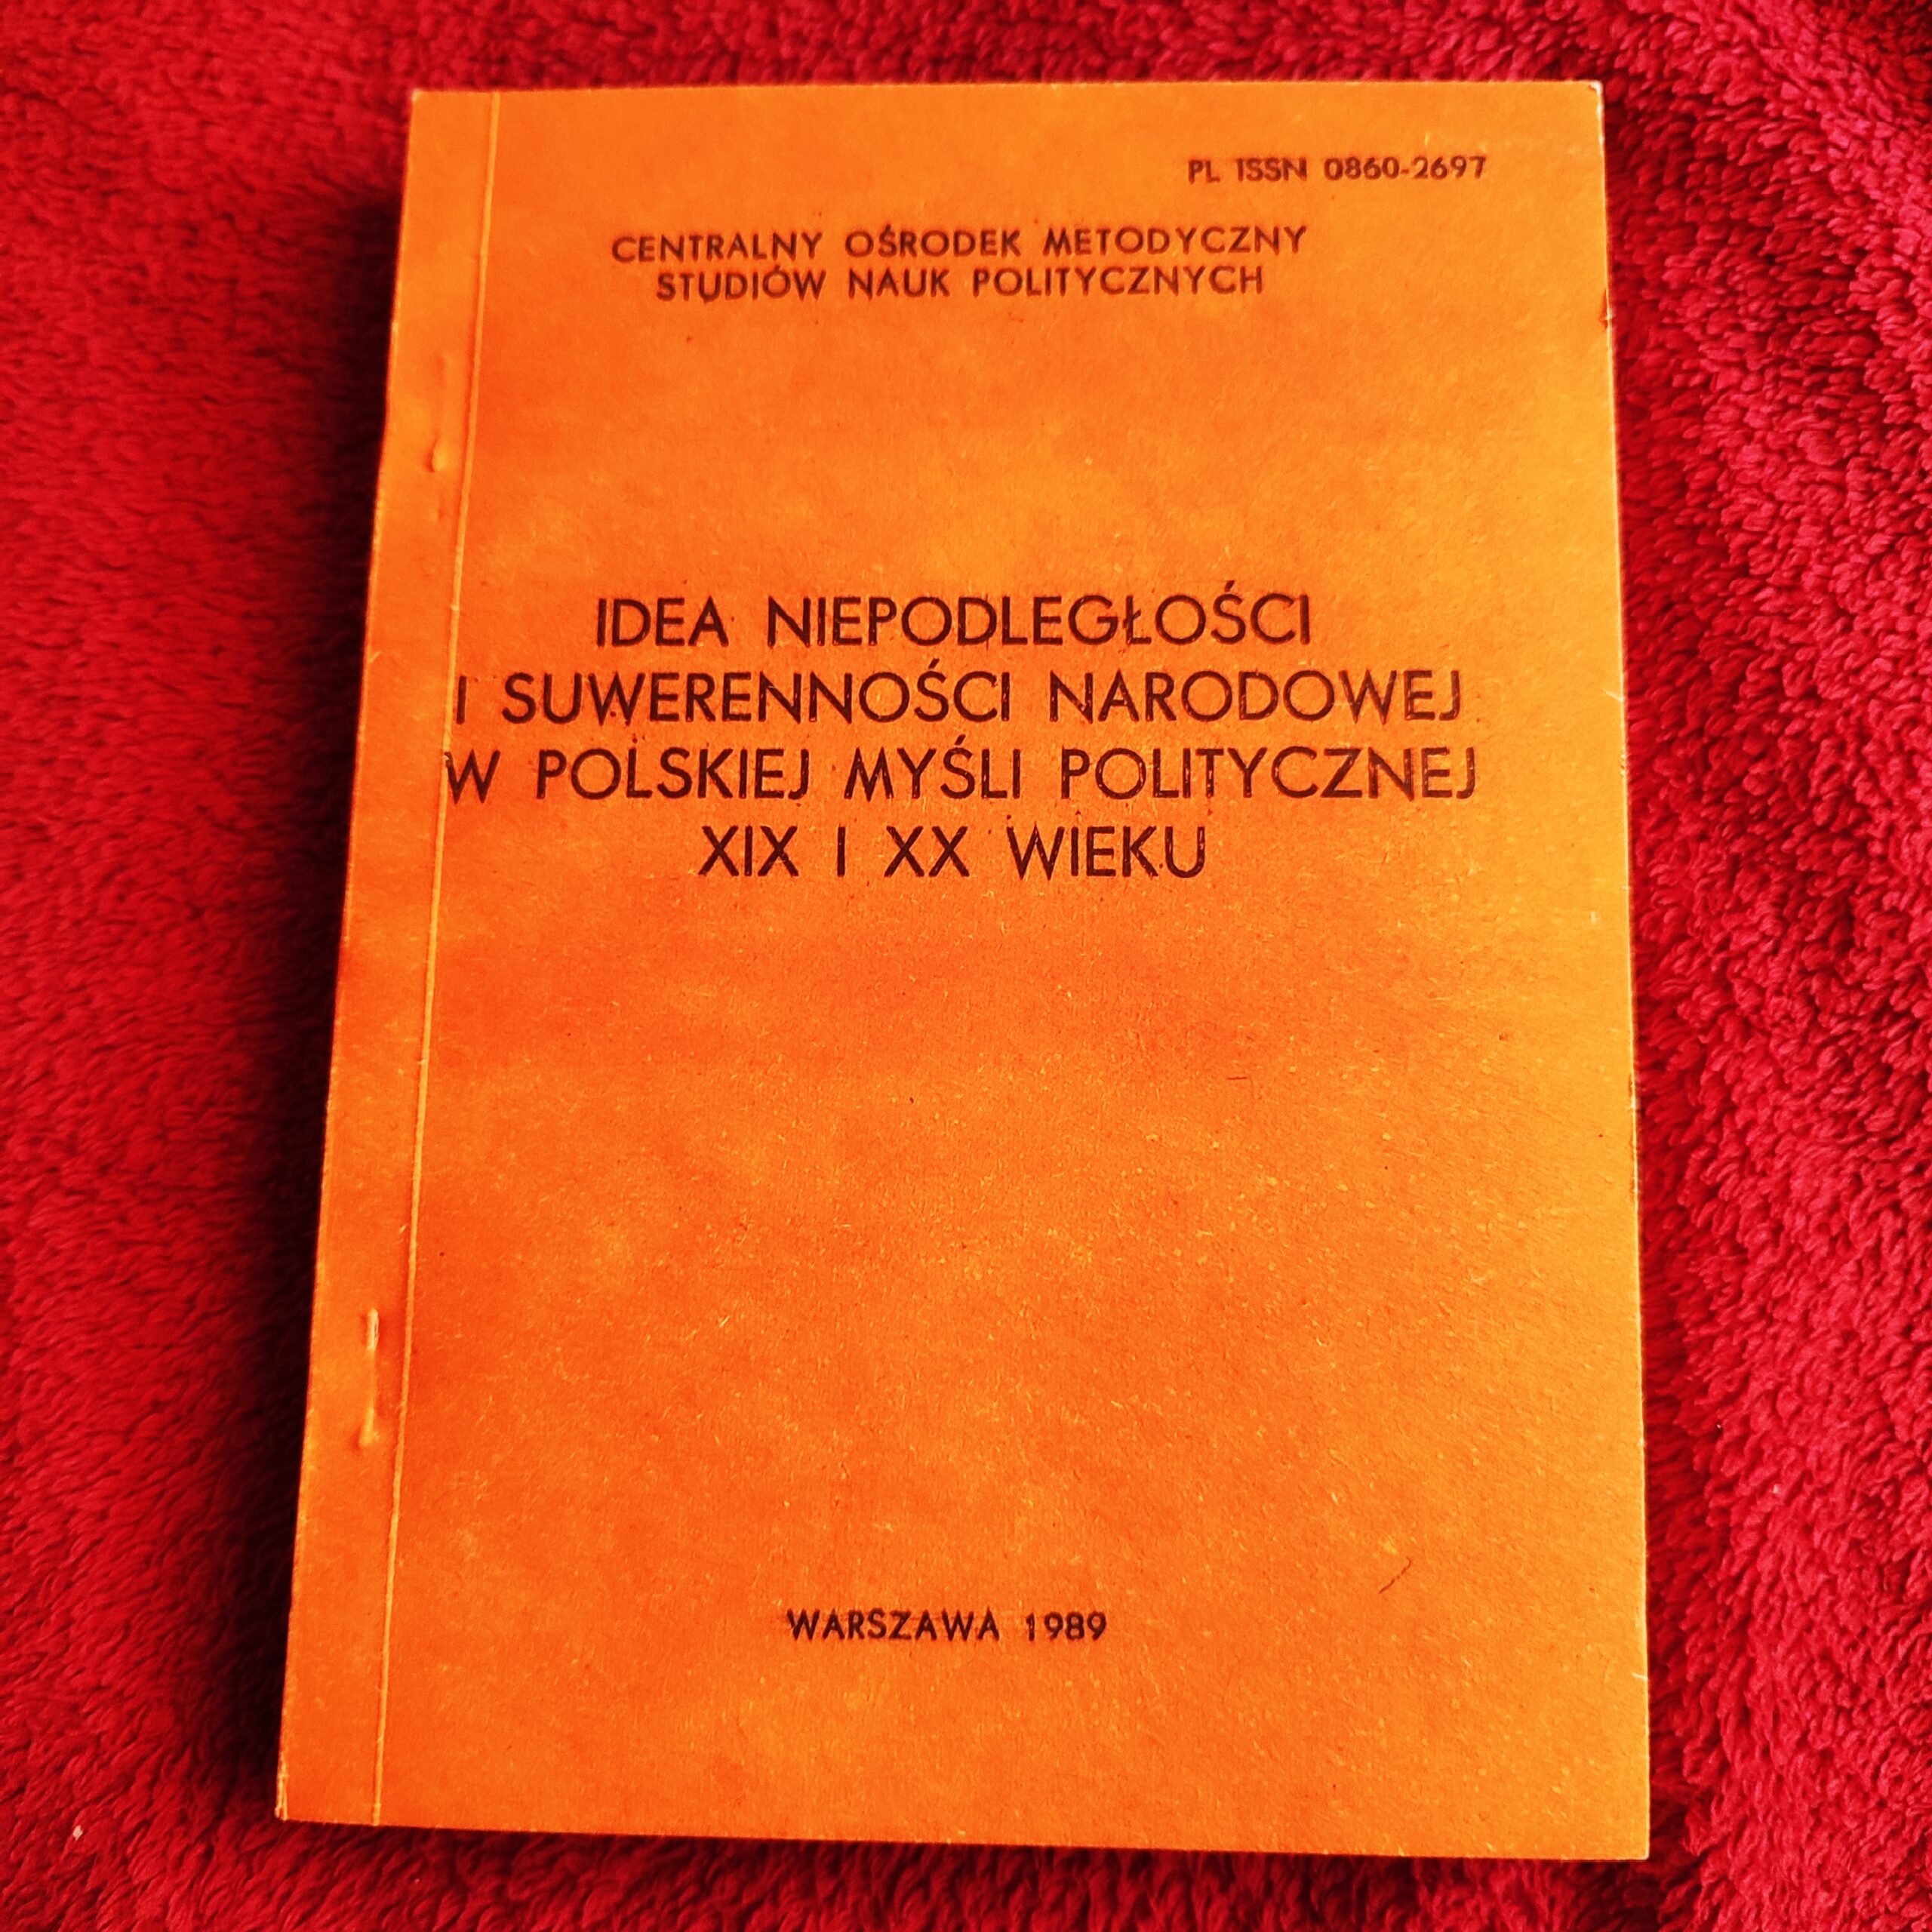 PL ISSN 0860-2697
CENTRALNY OŚRODEK METODYCZNY
STUDIÓW NAUK POLITYCZNYCH
IDEA NIEPODLEGŁOŚCI
I SUWERENNOŚCI NARODOWEJ
W POLSKIEJ MYŚLI POLITYCZNEJ
XIX I XX WIEKU
WARSZAWA 1989